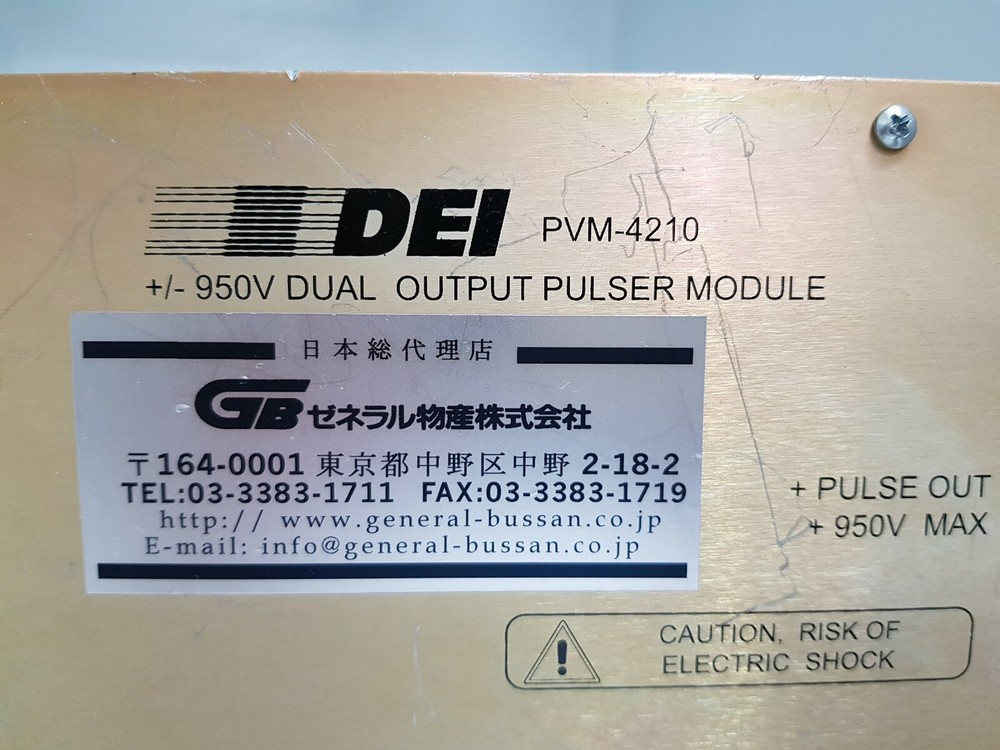 DEI PVM-4210
+/- 950V DUAL OUTPUT PULSER MODULE
日本総代理店
GB ゼネラル物産株式会社
〒164-0001 東京都中野区中野 2-18-2
TEL:03-3383-1711 FAX:03-3383-1719
http:// www.general-bussan.co.jp
E-mail: info@general-bussan.co.jp
+ PULSE OUT
+ 950V MAX
CAUTION, RISK OF
ELECTRIC SHOCK